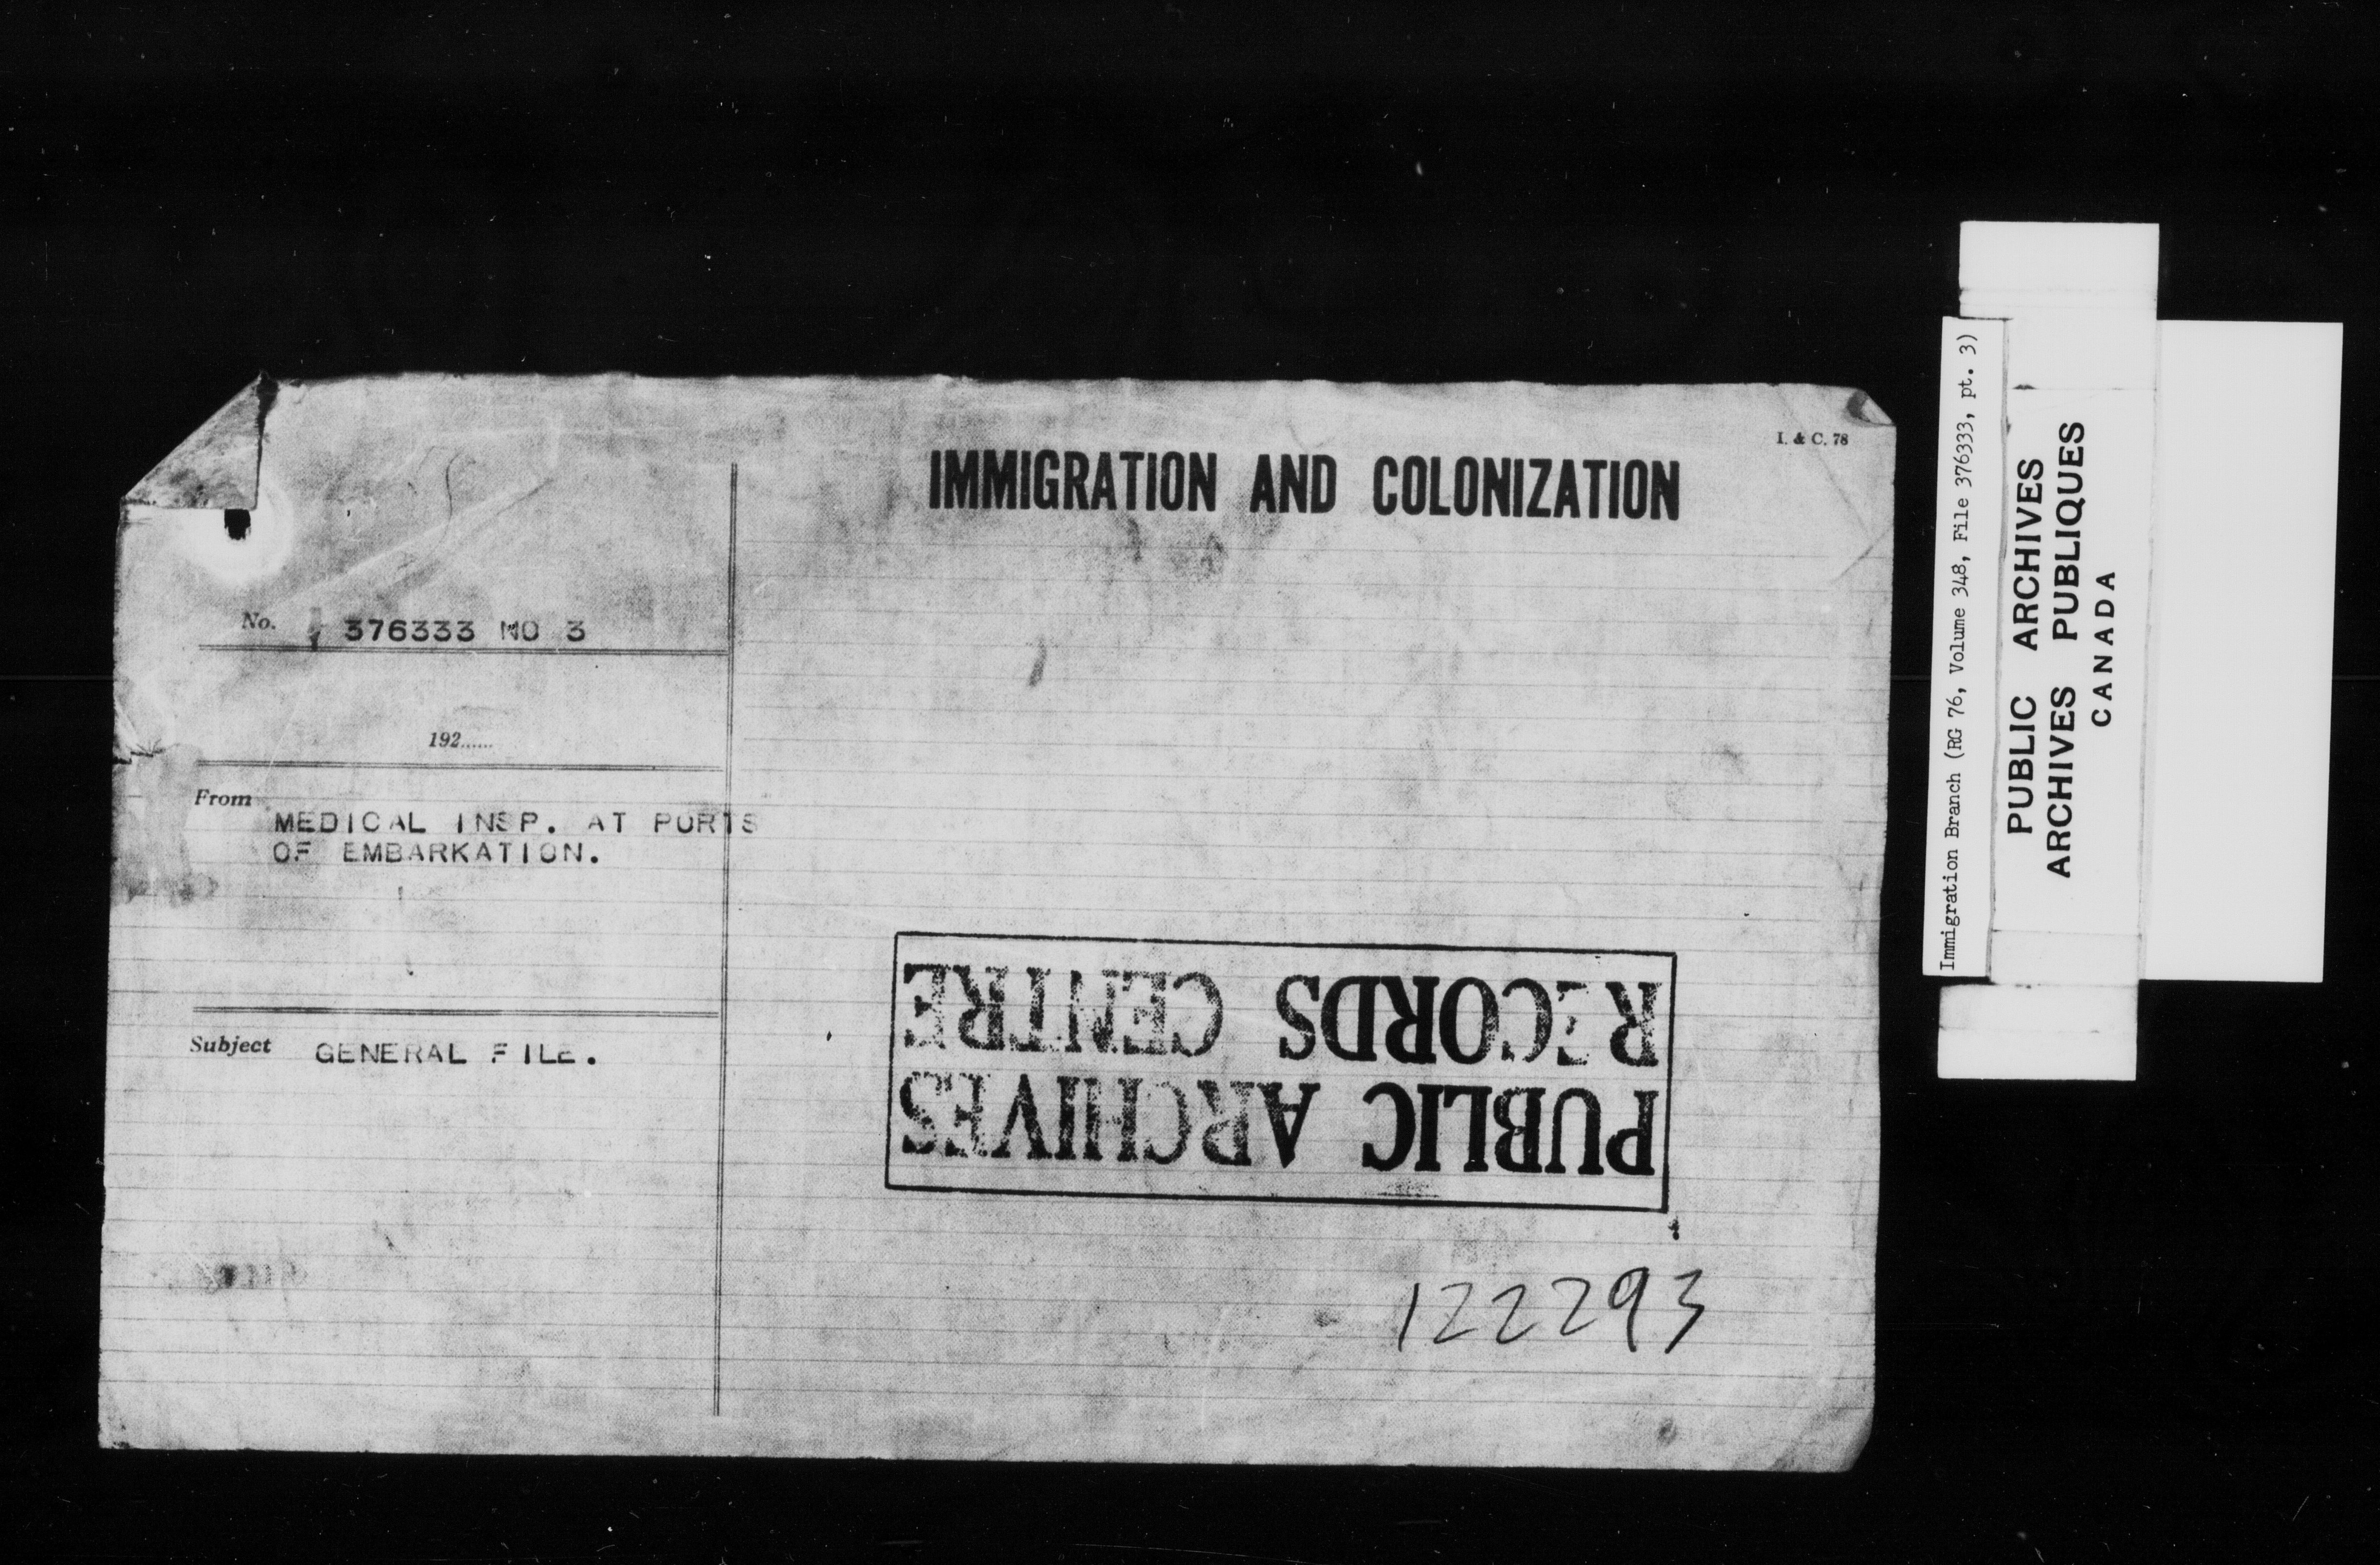 I. & C. 78
IMMIGRATION AND COLONIZATION
No. 376333 NO 3
192......
From
MEDICAL INSP. AT PORTS
OF EMBARKATION.
Subject GENERAL FILE.
PUBLIC ARCHIVES
RECORDS CENTRE
122293
Immigration Branch (RG 76, Volume 348, File 376333, pt. 3)
PUBLIC ARCHIVES
ARCHIVES PUBLIQUES
CANADA